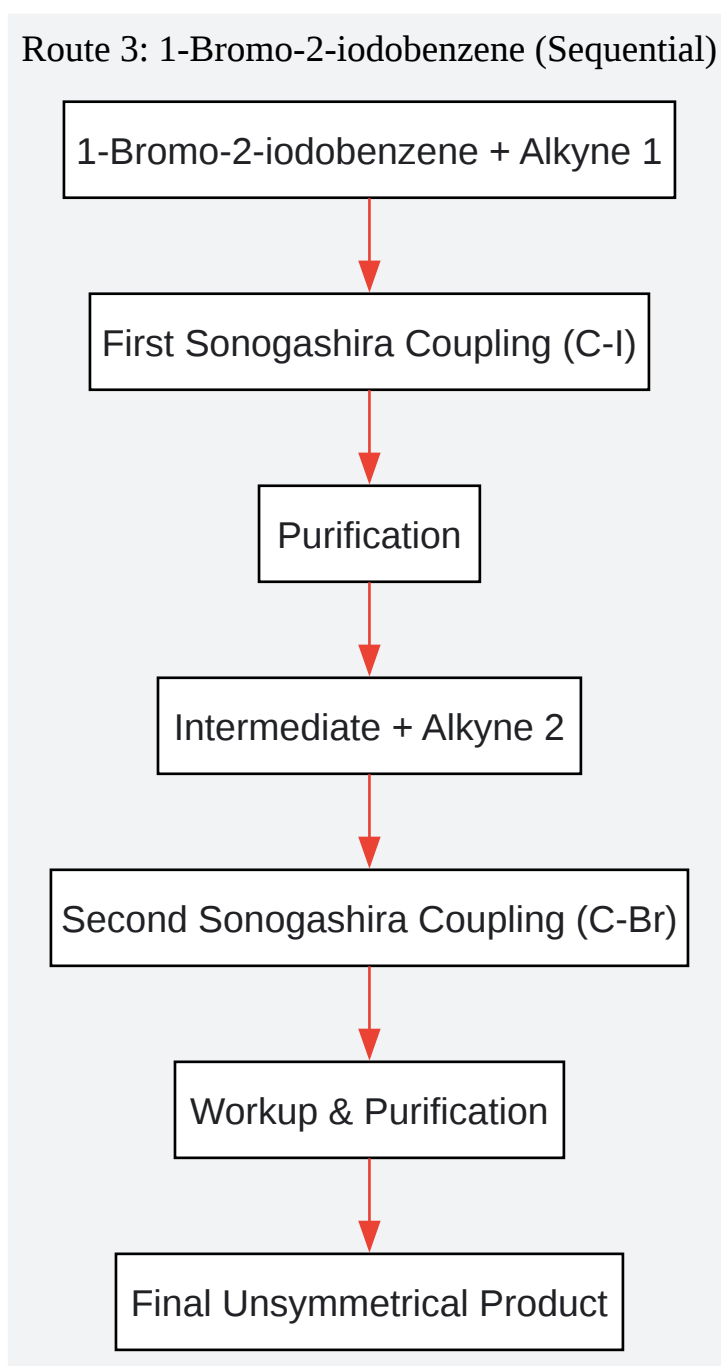 Route 3: 1-Bromo-2-iodobenzene (Sequential)
1-Bromo-2-iodobenzene + Alkyne 1
First Sonogashira Coupling (C-I)
Purification
Intermediate + Alkyne 2
Second Sonogashira Coupling (C-Br)
Workup & Purification
Final Unsymmetrical Product